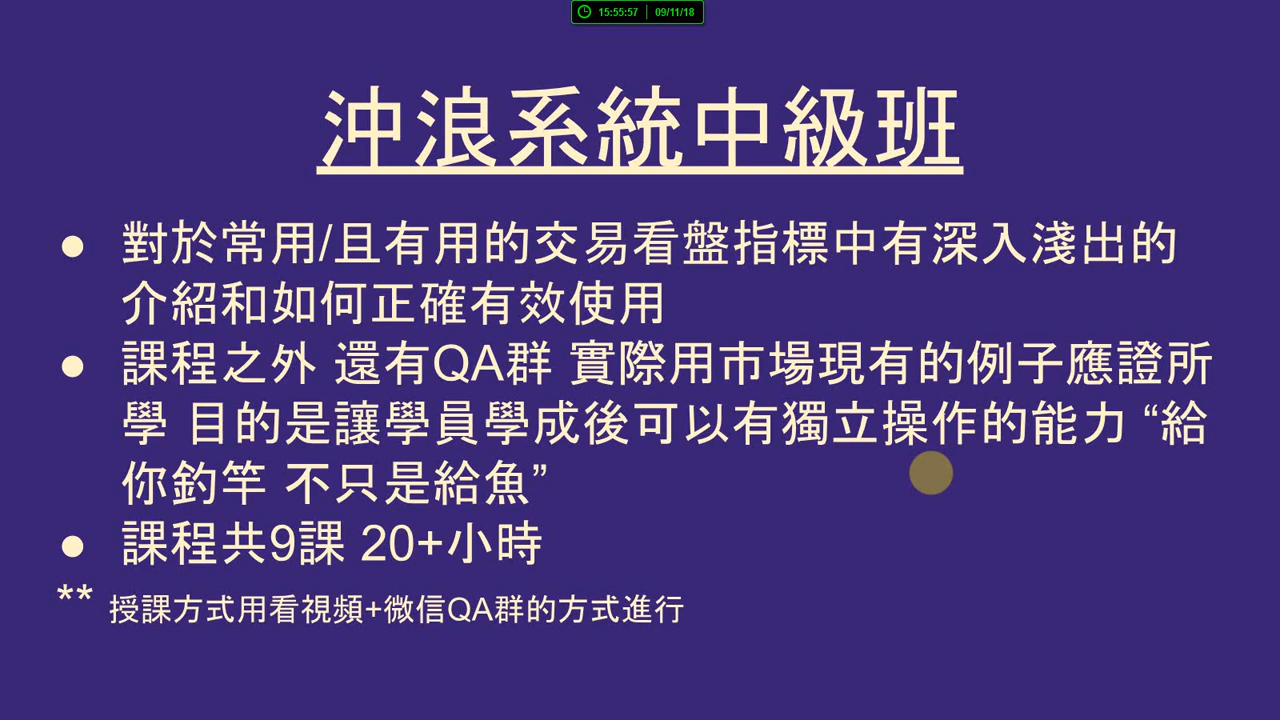 15:55:57 | 09/11/18
沖浪系統中級班
● 對於常用/且有用的交易看盤指標中有深入淺出的
介紹和如何正確有效使用
● 課程之外 還有QA群 實際用市場現有的例子應證所
學 目的是讓學員學成後可以有獨立操作的能力 “給
你釣竿 不只是給魚”
● 課程共9課 20+小時
** 授課方式用看視頻+微信QA群的方式進行